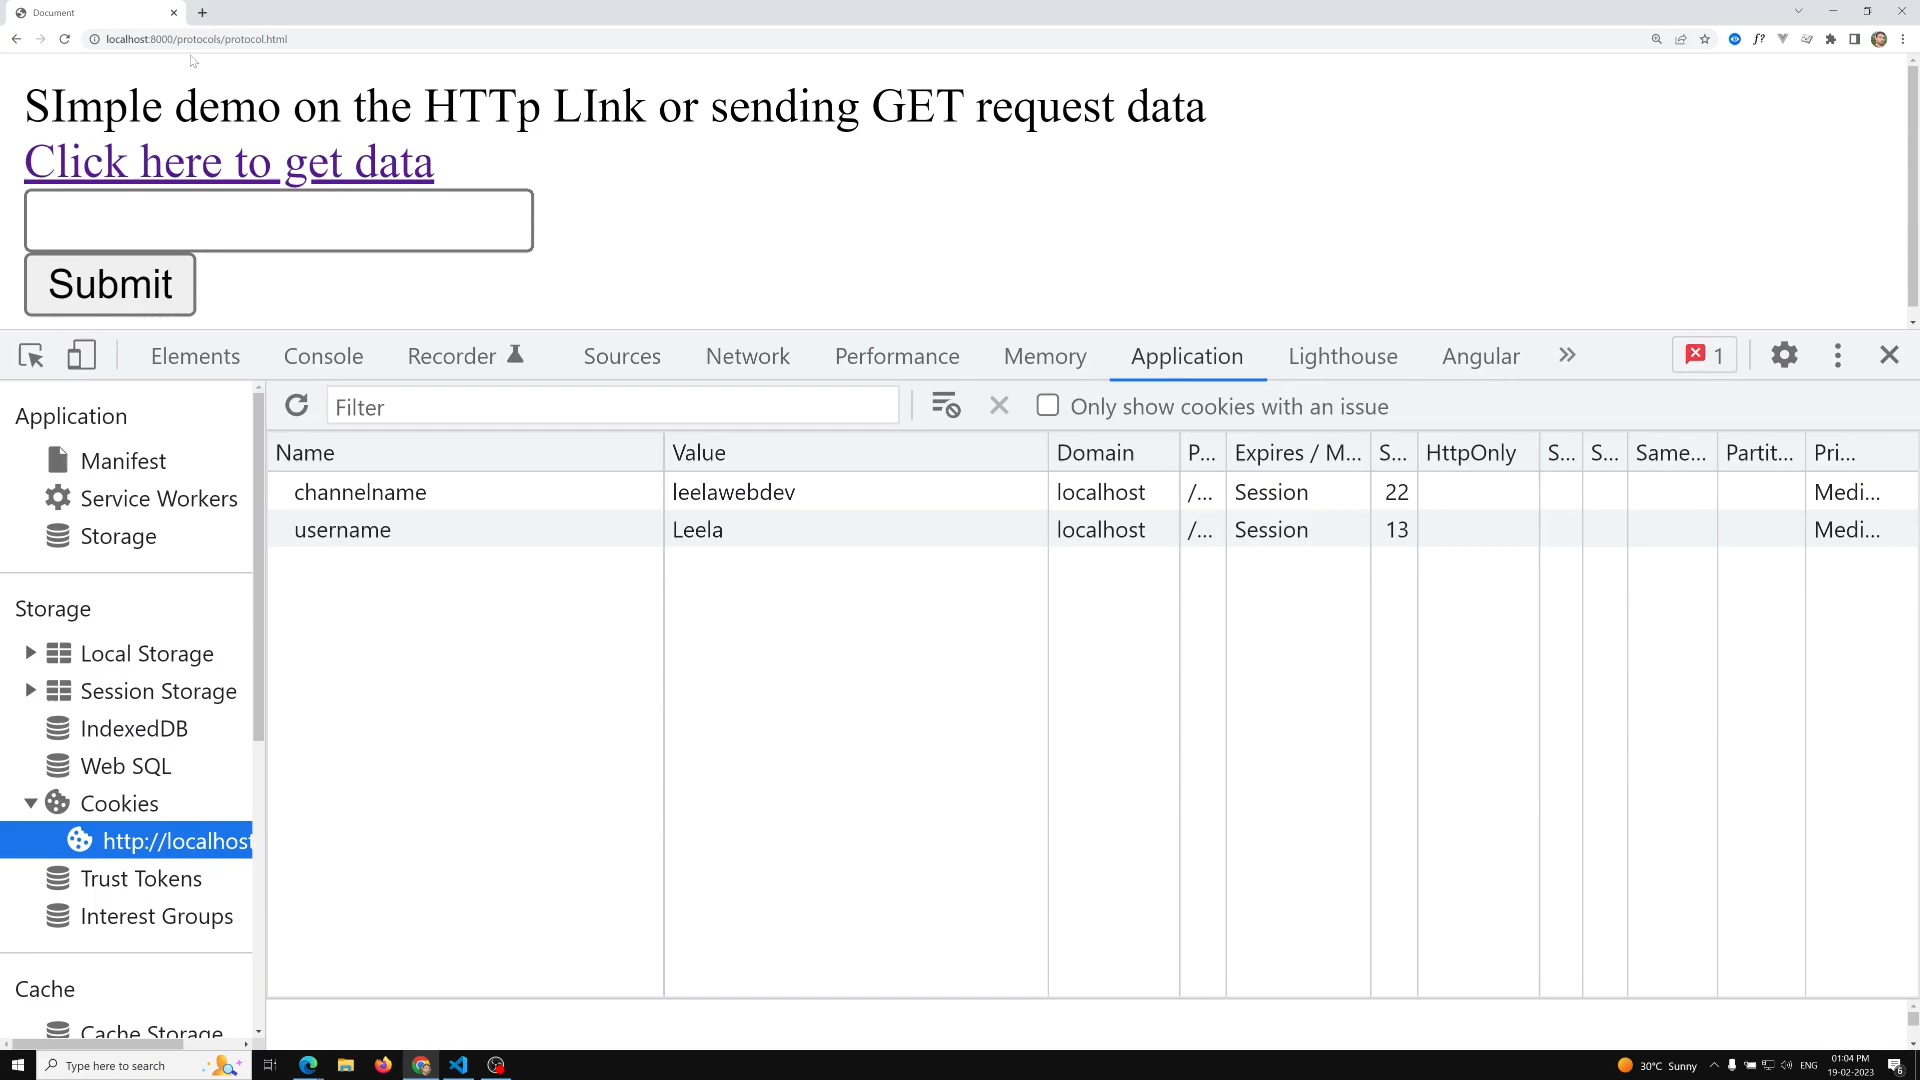 Document
localhost:8000/protocols/protocol.html
f?
SImple demo on the HTTp LInk or sending GET request data
Click here to get data
Submit
Elements Console Recorder Sources Network Performance Memory Application Lighthouse Angular 1
Application
Manifest
Service Workers
Storage
Storage
Local Storage
Session Storage
IndexedDB
Web SQL
Cookies
http://localhost
Trust Tokens
Interest Groups
Cache
Cache Storage
Filter Only show cookies with an issue
Name Value Domain P... Expires / M... S... HttpOnly S... S... Same... Partit... Pri...
channelname leelawebdev localhost /... Session 22 Medi...
username Leela localhost /... Session 13 Medi...
Type here to search
30°C Sunny
ENG
01:04 PM
19-02-2023
6